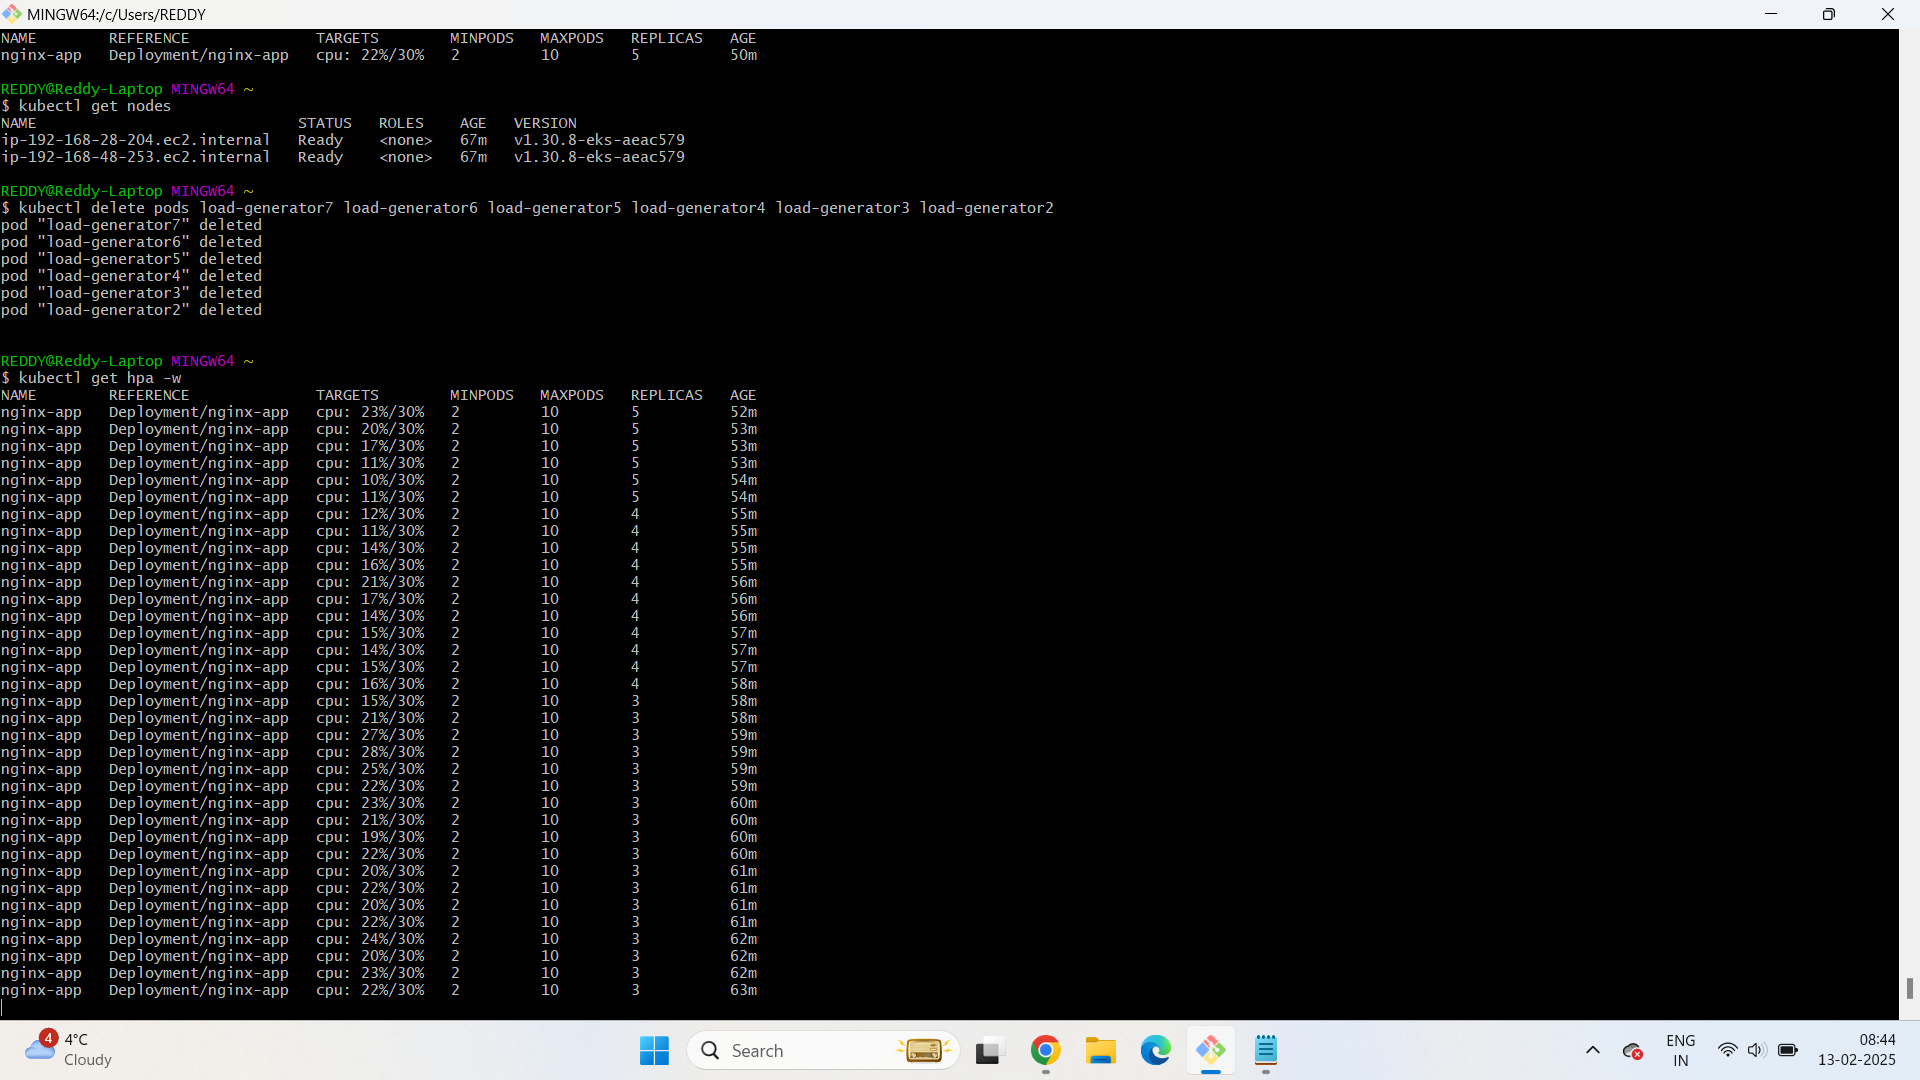 MINGW64:/c/Users/REDDY
NAME        REFERENCE              TARGETS        MINPODS   MAXPODS   REPLICAS   AGE
nginx-app   Deployment/nginx-app   cpu: 22%/30%   2         10        5          50m
REDDY@Reddy-Laptop MINGW64 ~
$ kubectl get nodes
NAME                             STATUS   ROLES    AGE   VERSION
ip-192-168-28-204.ec2.internal   Ready    <none>   67m   v1.30.8-eks-aeac579
ip-192-168-48-253.ec2.internal   Ready    <none>   67m   v1.30.8-eks-aeac579
REDDY@Reddy-Laptop MINGW64 ~
$ kubectl delete pods load-generator7 load-generator6 load-generator5 load-generator4 load-generator3 load-generator2
pod "load-generator7" deleted
pod "load-generator6" deleted
pod "load-generator5" deleted
pod "load-generator4" deleted
pod "load-generator3" deleted
pod "load-generator2" deleted
REDDY@Reddy-Laptop MINGW64 ~
$ kubectl get hpa -w
NAME        REFERENCE              TARGETS        MINPODS   MAXPODS   REPLICAS   AGE
nginx-app   Deployment/nginx-app   cpu: 23%/30%   2         10        5          52m
nginx-app   Deployment/nginx-app   cpu: 20%/30%   2         10        5          53m
nginx-app   Deployment/nginx-app   cpu: 17%/30%   2         10        5          53m
nginx-app   Deployment/nginx-app   cpu: 11%/30%   2         10        5          53m
nginx-app   Deployment/nginx-app   cpu: 10%/30%   2         10        5          54m
nginx-app   Deployment/nginx-app   cpu: 11%/30%   2         10        5          54m
nginx-app   Deployment/nginx-app   cpu: 12%/30%   2         10        4          55m
nginx-app   Deployment/nginx-app   cpu: 11%/30%   2         10        4          55m
nginx-app   Deployment/nginx-app   cpu: 14%/30%   2         10        4          55m
nginx-app   Deployment/nginx-app   cpu: 16%/30%   2         10        4          55m
nginx-app   Deployment/nginx-app   cpu: 21%/30%   2         10        4          56m
nginx-app   Deployment/nginx-app   cpu: 17%/30%   2         10        4          56m
nginx-app   Deployment/nginx-app   cpu: 14%/30%   2         10        4          56m
nginx-app   Deployment/nginx-app   cpu: 15%/30%   2         10        4          57m
nginx-app   Deployment/nginx-app   cpu: 14%/30%   2         10        4          57m
nginx-app   Deployment/nginx-app   cpu: 15%/30%   2         10        4          57m
nginx-app   Deployment/nginx-app   cpu: 16%/30%   2         10        4          58m
nginx-app   Deployment/nginx-app   cpu: 15%/30%   2         10        3          58m
nginx-app   Deployment/nginx-app   cpu: 21%/30%   2         10        3          58m
nginx-app   Deployment/nginx-app   cpu: 27%/30%   2         10        3          59m
nginx-app   Deployment/nginx-app   cpu: 28%/30%   2         10        3          59m
nginx-app   Deployment/nginx-app   cpu: 25%/30%   2         10        3          59m
nginx-app   Deployment/nginx-app   cpu: 22%/30%   2         10        3          59m
nginx-app   Deployment/nginx-app   cpu: 23%/30%   2         10        3          60m
nginx-app   Deployment/nginx-app   cpu: 21%/30%   2         10        3          60m
nginx-app   Deployment/nginx-app   cpu: 19%/30%   2         10        3          60m
nginx-app   Deployment/nginx-app   cpu: 22%/30%   2         10        3          60m
nginx-app   Deployment/nginx-app   cpu: 20%/30%   2         10        3          61m
nginx-app   Deployment/nginx-app   cpu: 22%/30%   2         10        3          61m
nginx-app   Deployment/nginx-app   cpu: 20%/30%   2         10        3          61m
nginx-app   Deployment/nginx-app   cpu: 22%/30%   2         10        3          61m
nginx-app   Deployment/nginx-app   cpu: 24%/30%   2         10        3          62m
nginx-app   Deployment/nginx-app   cpu: 20%/30%   2         10        3          62m
nginx-app   Deployment/nginx-app   cpu: 23%/30%   2         10        3          62m
nginx-app   Deployment/nginx-app   cpu: 22%/30%   2         10        3          63m
4
4°C
Cloudy
Search
ENG
IN
08:44
13-02-2025